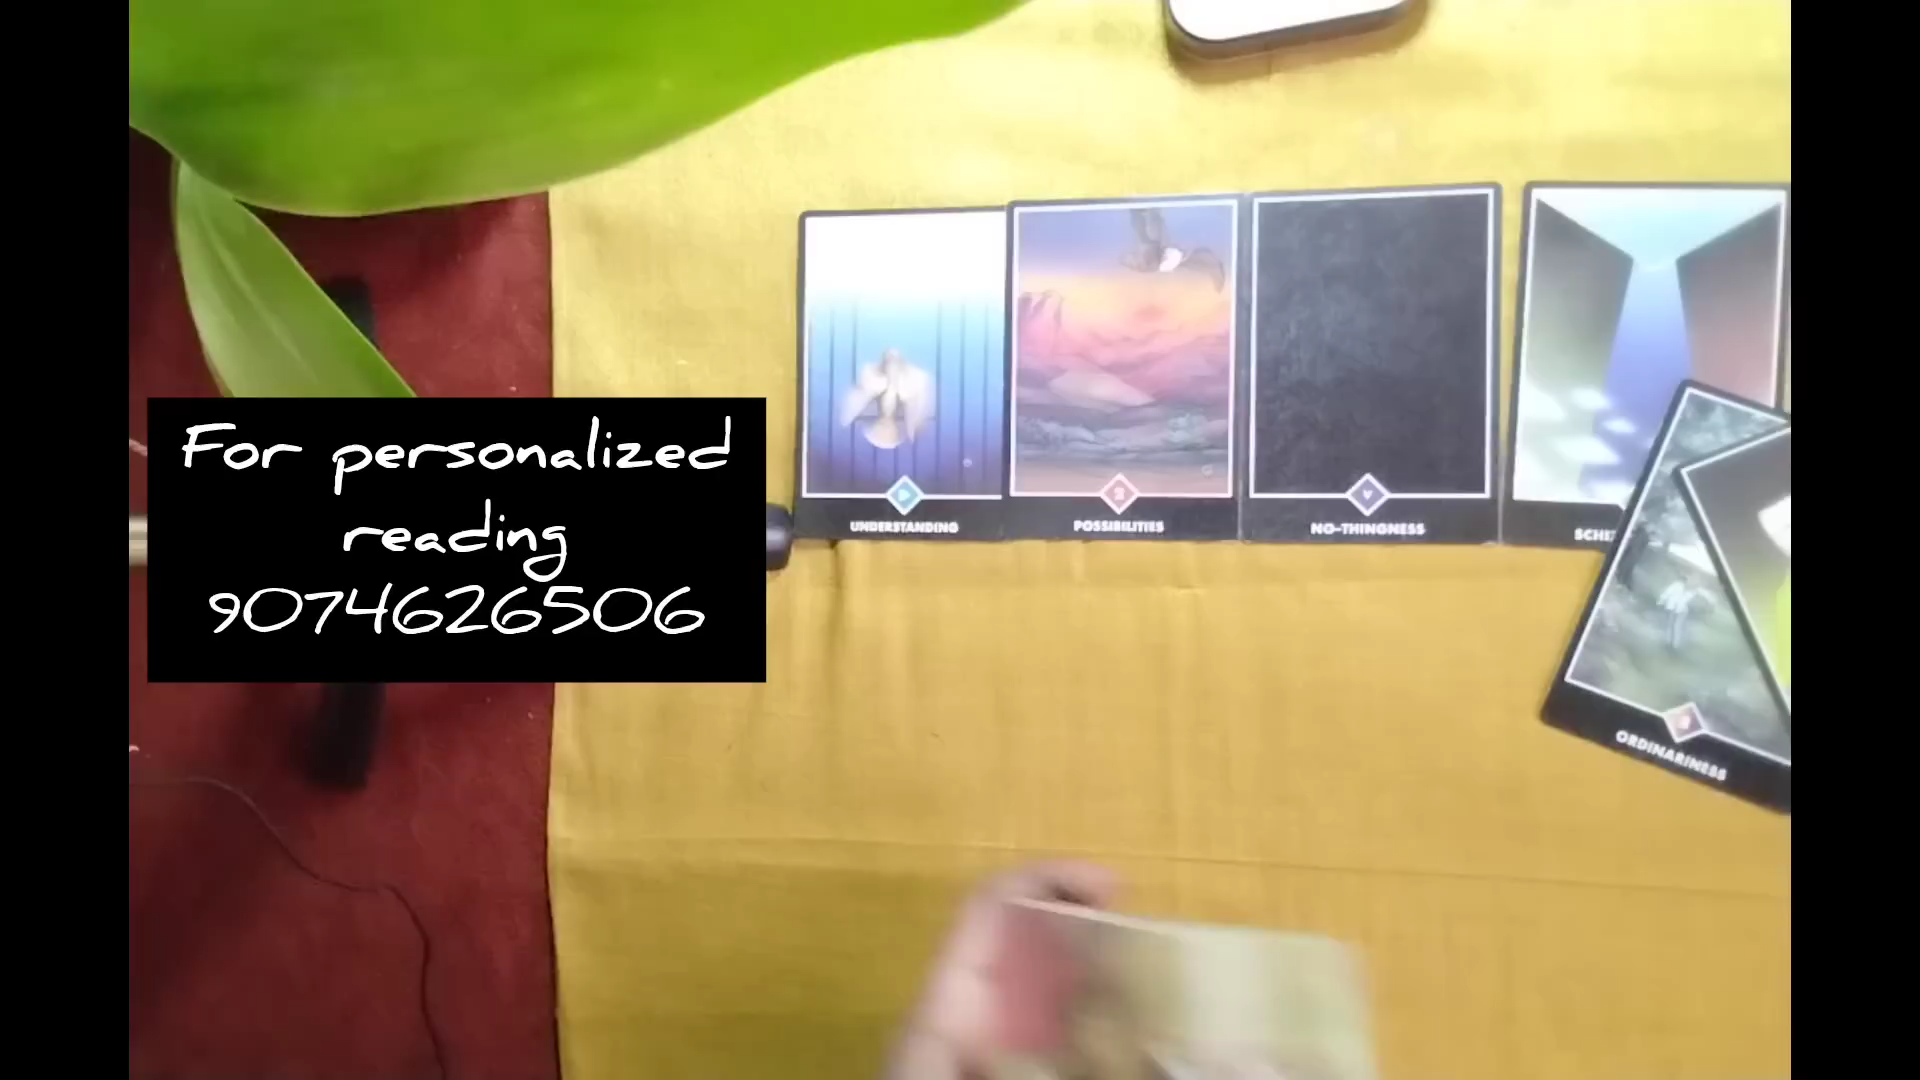 For personalized
reading
9074626506
UNDERSTANDING
POSSIBILITIES
NO-THINGNESS
ORDINARINESS